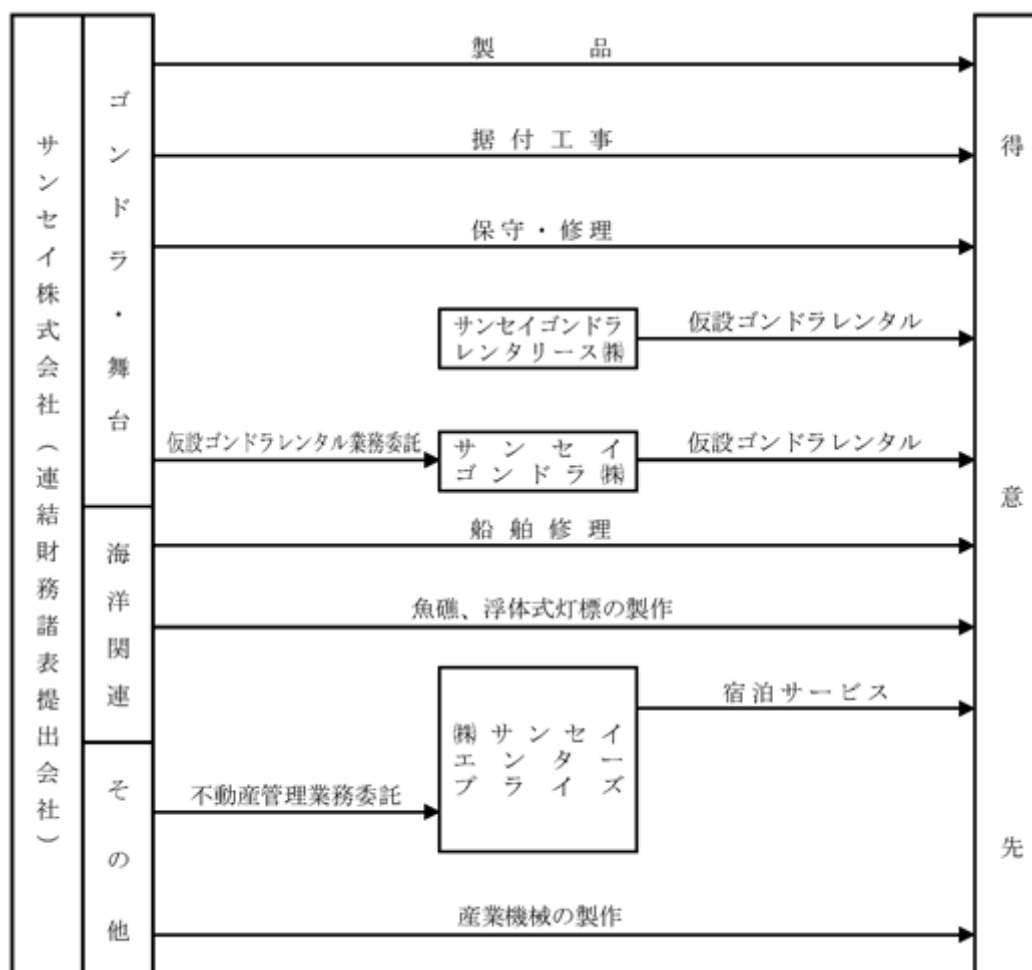 サンセイ株式会社(連結財務諸表提出会社)
ゴンドラ・舞台
製品
据付工事
保守・修理
サンセイゴンドラ
レンタリース㈱
仮設ゴンドラレンタル
仮設ゴンドラレンタル業務委託
サンセイ
ゴンドラ㈱
仮設ゴンドラレンタル
海洋関連
船舶修理
魚礁、浮体式灯標の製作
その他
不動産管理業務委託
㈱サンセイ
エンター
プライズ
宿泊サービス
産業機械の製作
得意先